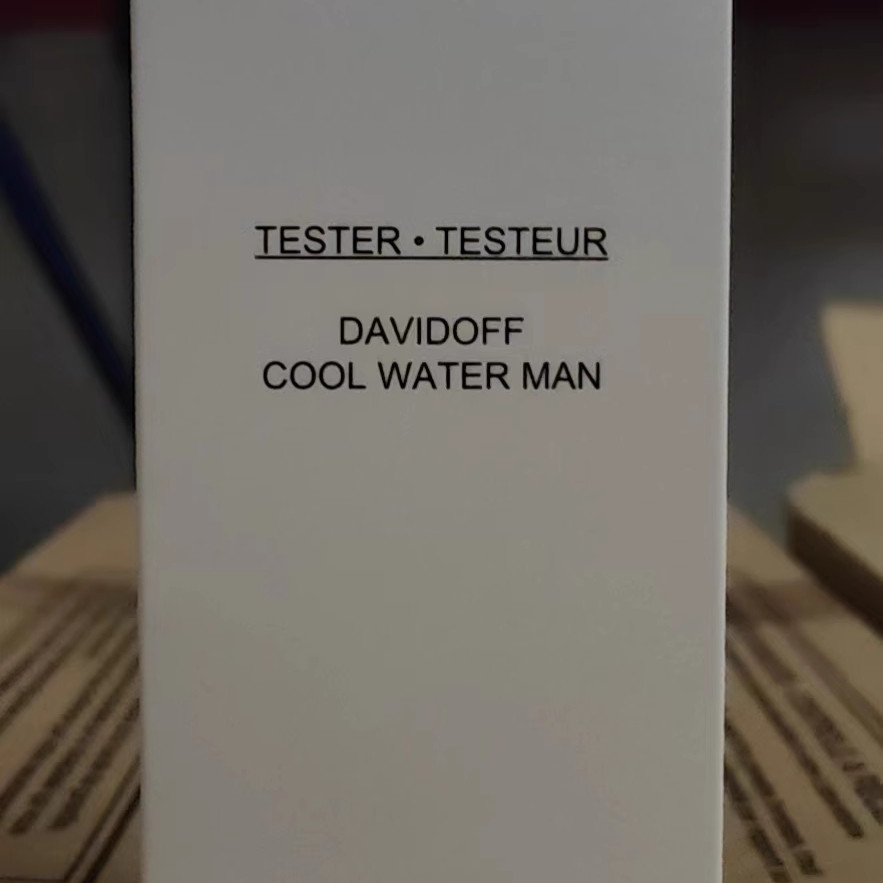 TESTER • TESTEUR
DAVIDOFF
COOL WATER MAN